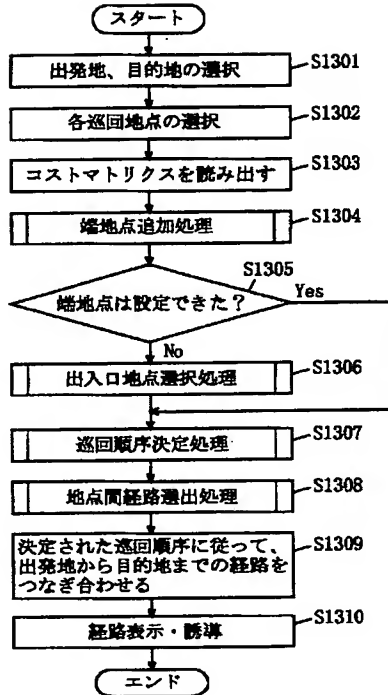 スタート
出発地、目的地の選択
S1301
各巡回地点の選択
S1302
コストマトリクスを読み出す
S1303
端地点追加処理
S1304
S1305
端地点は設定できた？
Yes
No
出入口地点選択処理
S1306
巡回順序決定処理
S1307
地点間経路選出処理
S1308
決定された巡回順序に従って、
出発地から目的地までの経路を
つなぎ合わせる
S1309
経路表示・誘導
S1310
エンド